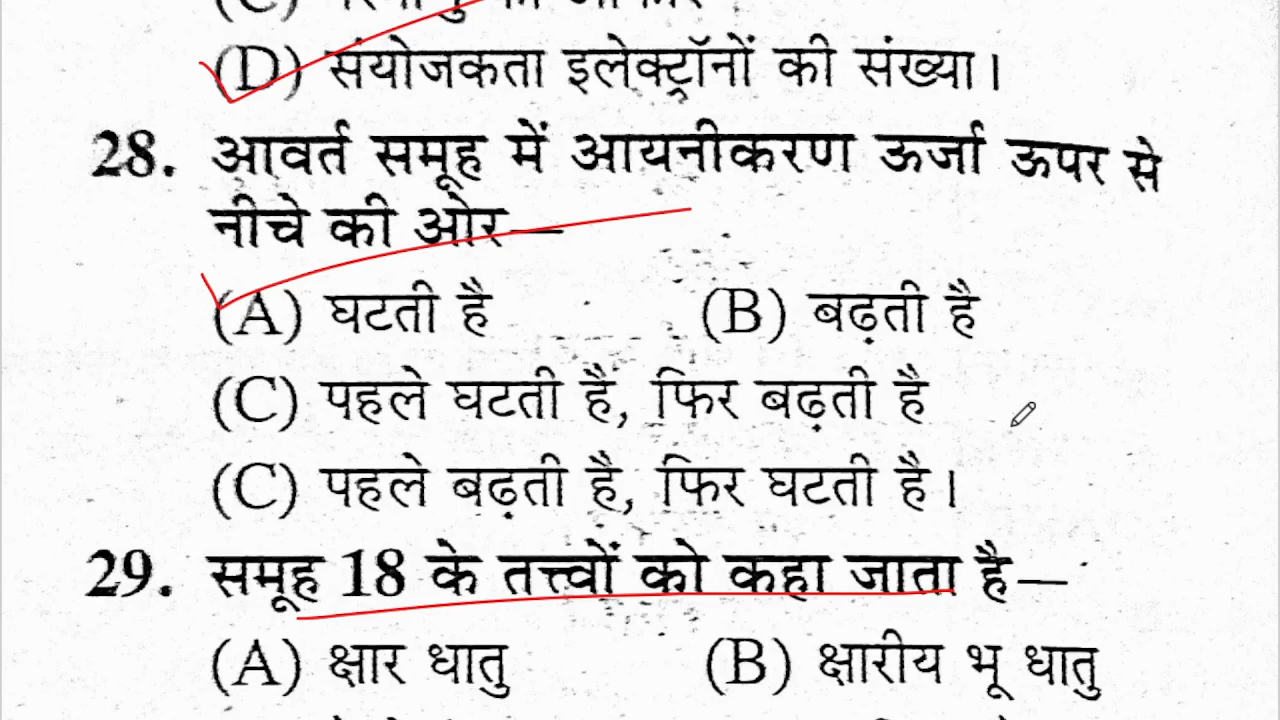 (D) संयोजकता इलेक्ट्रॉनों की संख्या।
28. आवर्त समूह में आयनीकरण ऊर्जा ऊपर से
नीचे की ओर—
(A) घटती है (B) बढ़ती है
(C) पहले घटती है, फिर बढ़ती है
(C) पहले बढ़ती है, फिर घटती है।
29. समूह 18 के तत्त्वों को कहा जाता है—
(A) क्षार धातु (B) क्षारीय भू धातु